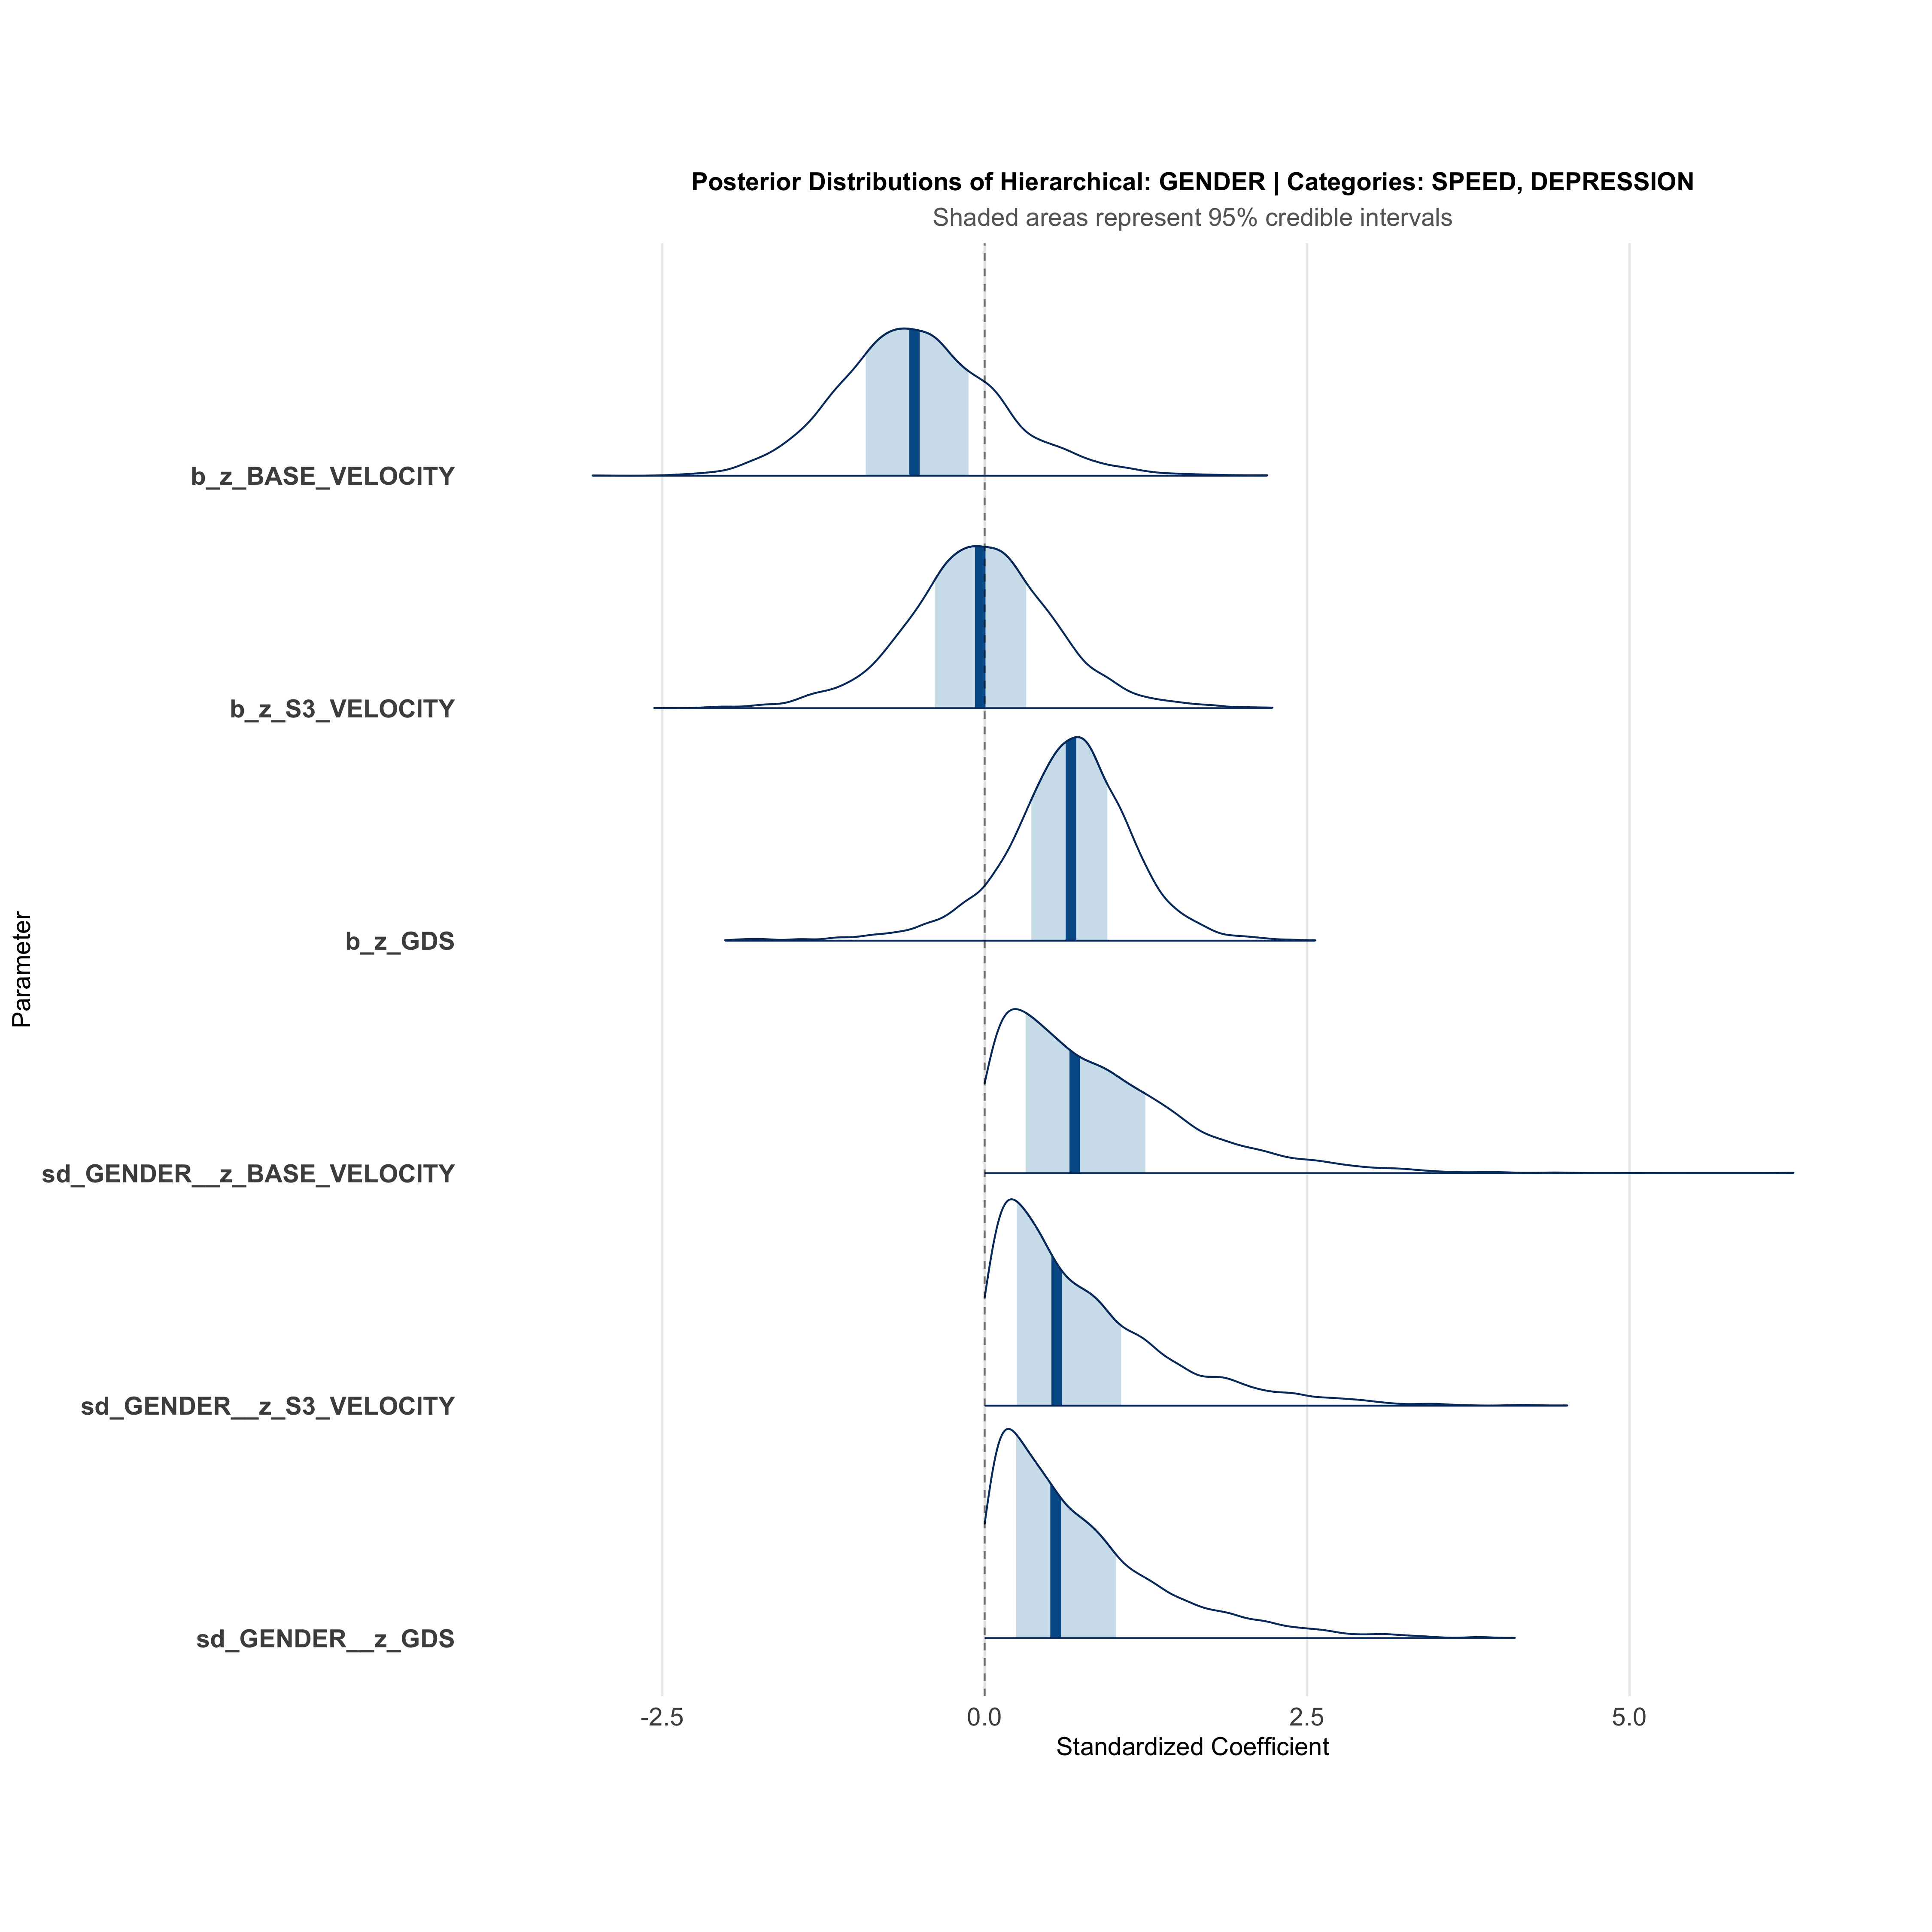 Posterior Distributions of Hierarchical: GENDER | Categories: SPEED, DEPRESSION
Shaded areas represent 95% credible intervals
Parameter
b_z_BASE_VELOCITY
b_z_S3_VELOCITY
b_z_GDS
sd_GENDER__z_BASE_VELOCITY
sd_GENDER__z_S3_VELOCITY
sd_GENDER__z_GDS
-2.5 0.0 2.5 5.0
Standardized Coefficient